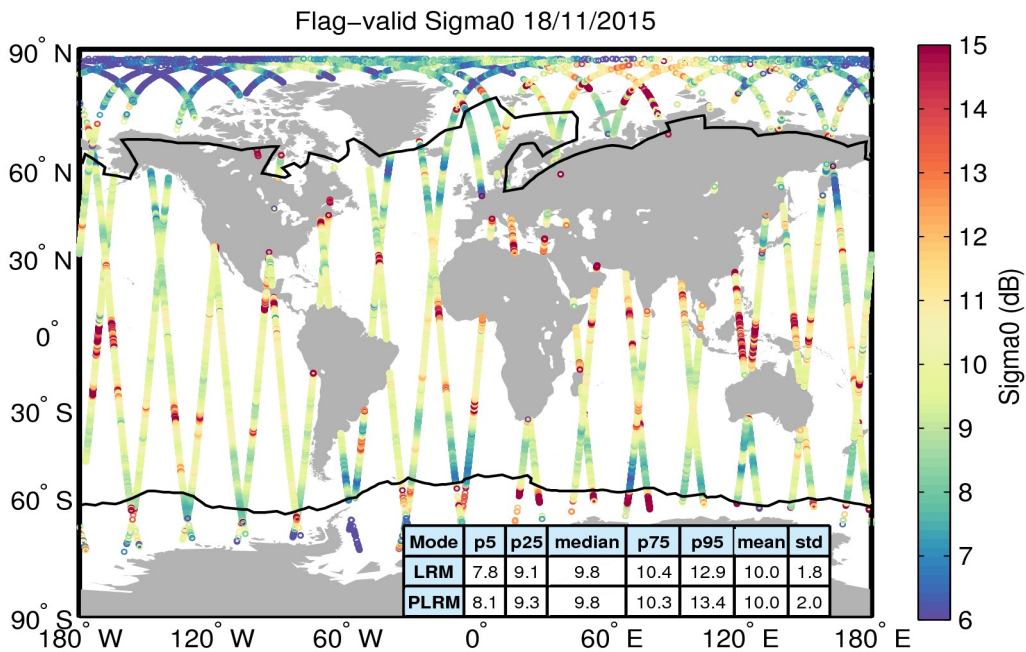 Flag−valid Sigma0 18/11/2015
90° N
60° N
30° N
0°
30° S
60° S
90° S
180° W
120° W
60° W
0°
60° E
120° E
180° E
Mode p5 p25 median p75 p95 mean std
LRM 7.8 9.1 9.8 10.4 12.9 10.0 1.8
PLRM 8.1 9.3 9.8 10.3 13.4 10.0 2.0
15
14
13
12
11
10
9
8
7
6
Sigma0 (dB)